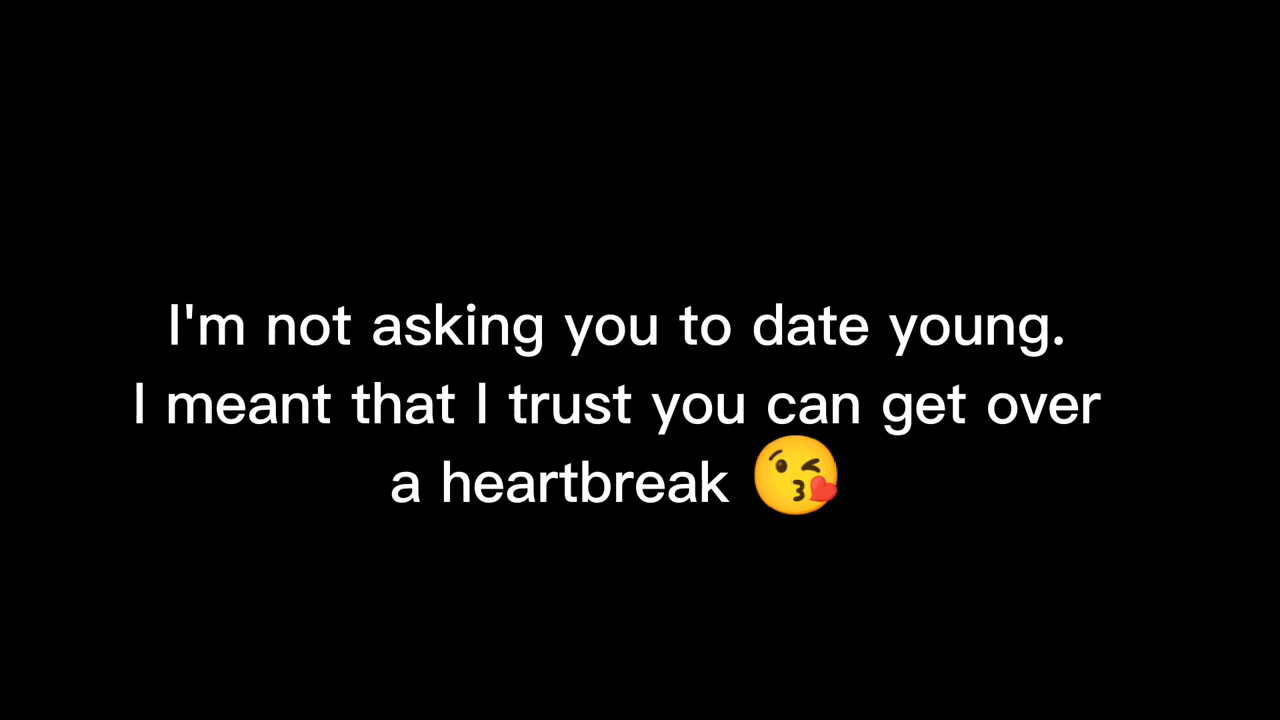 I'm not asking you to date young.
I meant that I trust you can get over
a heartbreak 😘